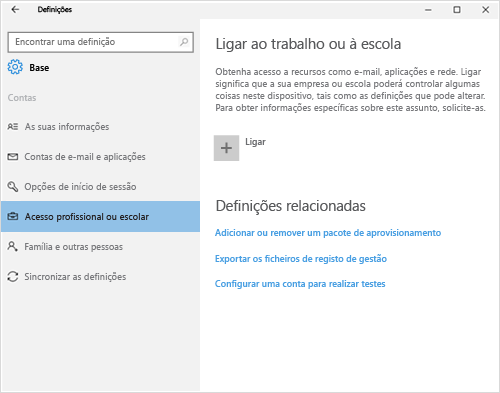 Definições
Encontrar uma definição
Base
Contas
As suas informações
Contas de e-mail e aplicações
Opções de início de sessão
Acesso profissional ou escolar
Família e outras pessoas
Sincronizar as definições
Ligar ao trabalho ou à escola
Obtenha acesso a recursos como e-mail, aplicações e rede. Ligar
significa que a sua empresa ou escola poderá controlar algumas
coisas neste dispositivo, tais como as definições que pode alterar.
Para obter informações específicas sobre este assunto, solicite-as.
Ligar
Definições relacionadas
Adicionar ou remover um pacote de aprovisionamento
Exportar os ficheiros de registo de gestão
Configurar uma conta para realizar testes